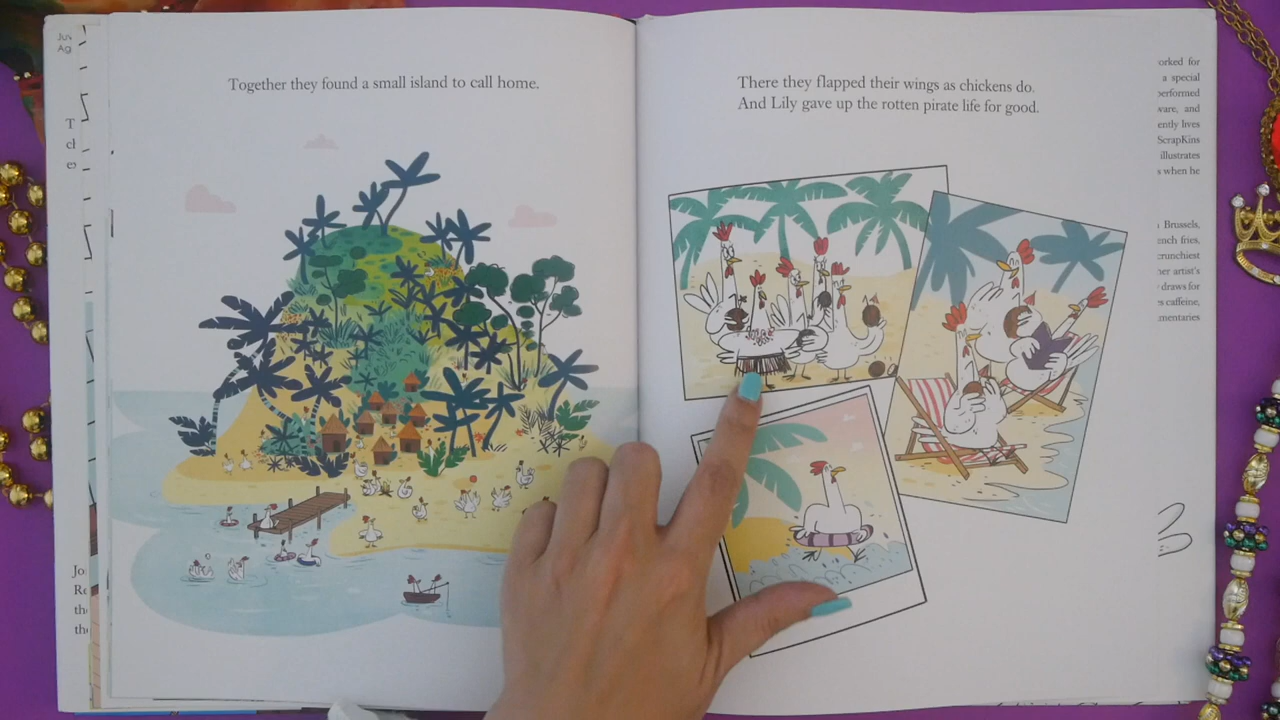 Together they found a small island to call home.
There they flapped their wings as chickens do.
And Lily gave up the rotten pirate life for good.
orked for
a special
performed
ware, and
ently lives
ScrapKins
illustrates
s when he
Brussels,
ench fries,
crunchiest
her artist's
draws for
s caffeine,
mentaries